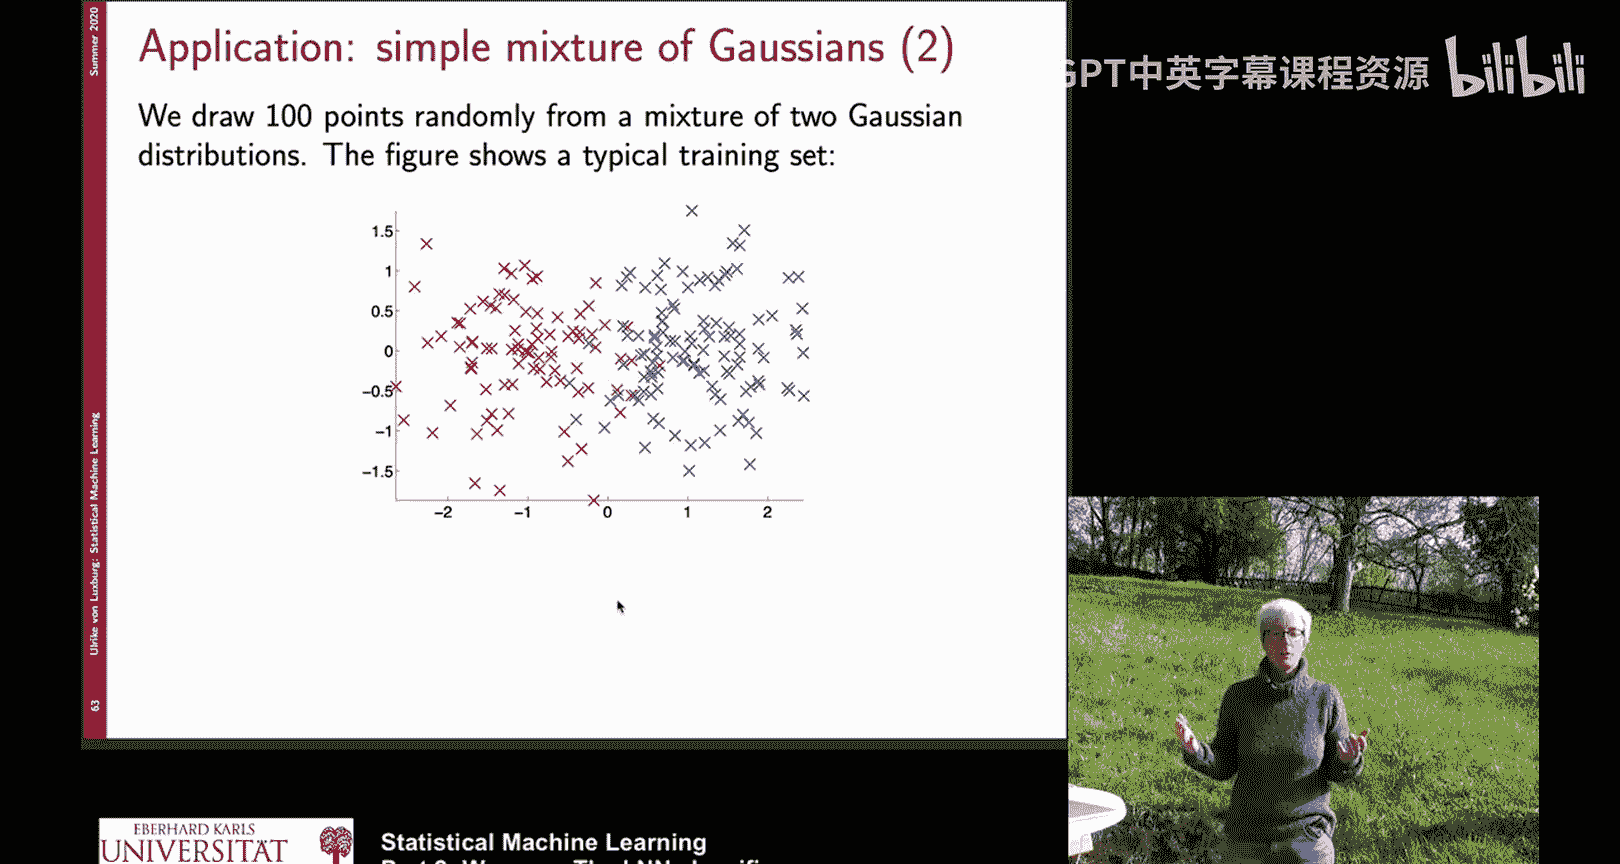 Summer 2020
Application: simple mixture of Gaussians (2)
We draw 100 points randomly from a mixture of two Gaussian
distributions. The figure shows a typical training set:
1.5
1
0.5
0
−0.5
−1
−1.5
−2
−1
0
1
2
Ulrike von Luxburg: Statistical Machine Learning
63
GPT中英字幕课程资源
bilibili
EBERHARD KARLS
UNIVERSITÄT
Statistical Machine Learning